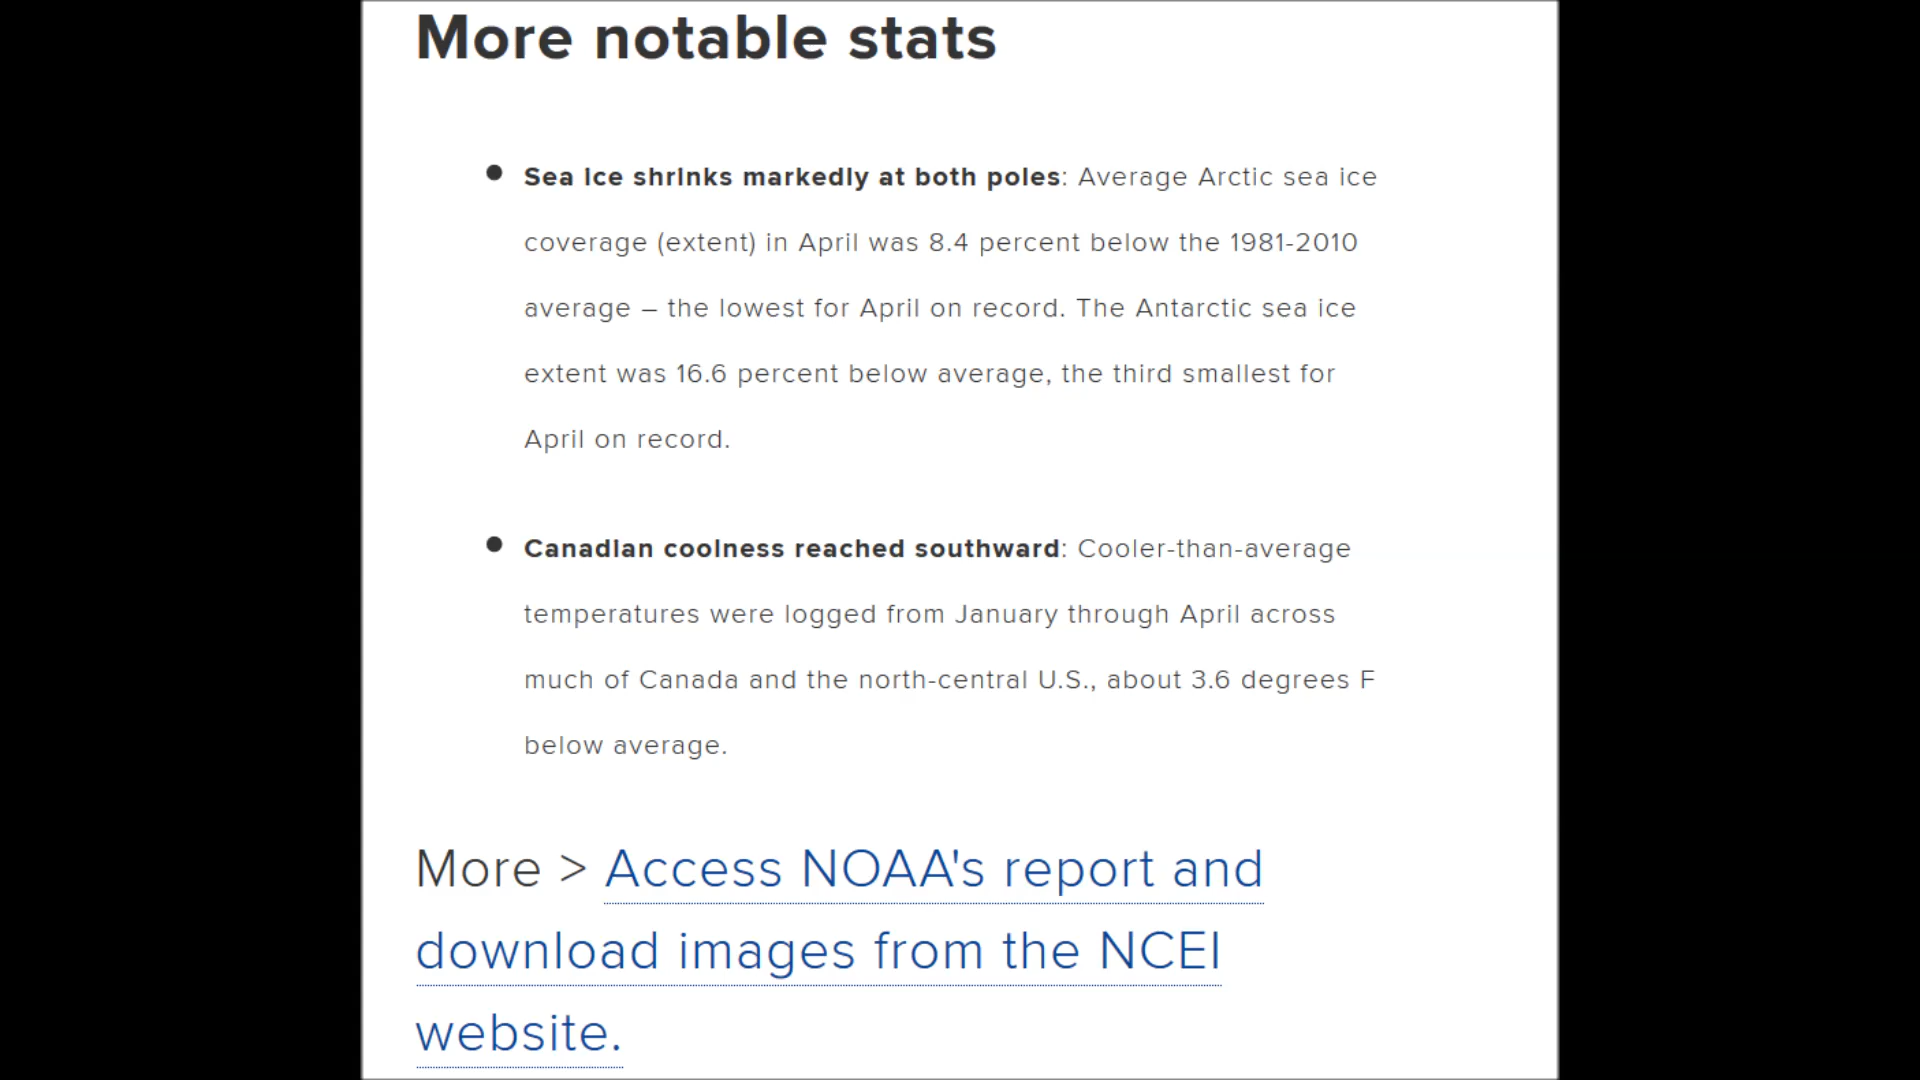 More notable stats
Sea ice shrinks markedly at both poles: Average Arctic sea ice
coverage (extent) in April was 8.4 percent below the 1981-2010
average – the lowest for April on record. The Antarctic sea ice
extent was 16.6 percent below average, the third smallest for
April on record.
Canadian coolness reached southward: Cooler-than-average
temperatures were logged from January through April across
much of Canada and the north-central U.S., about 3.6 degrees F
below average.
More > Access NOAA's report and
download images from the NCEI
website.